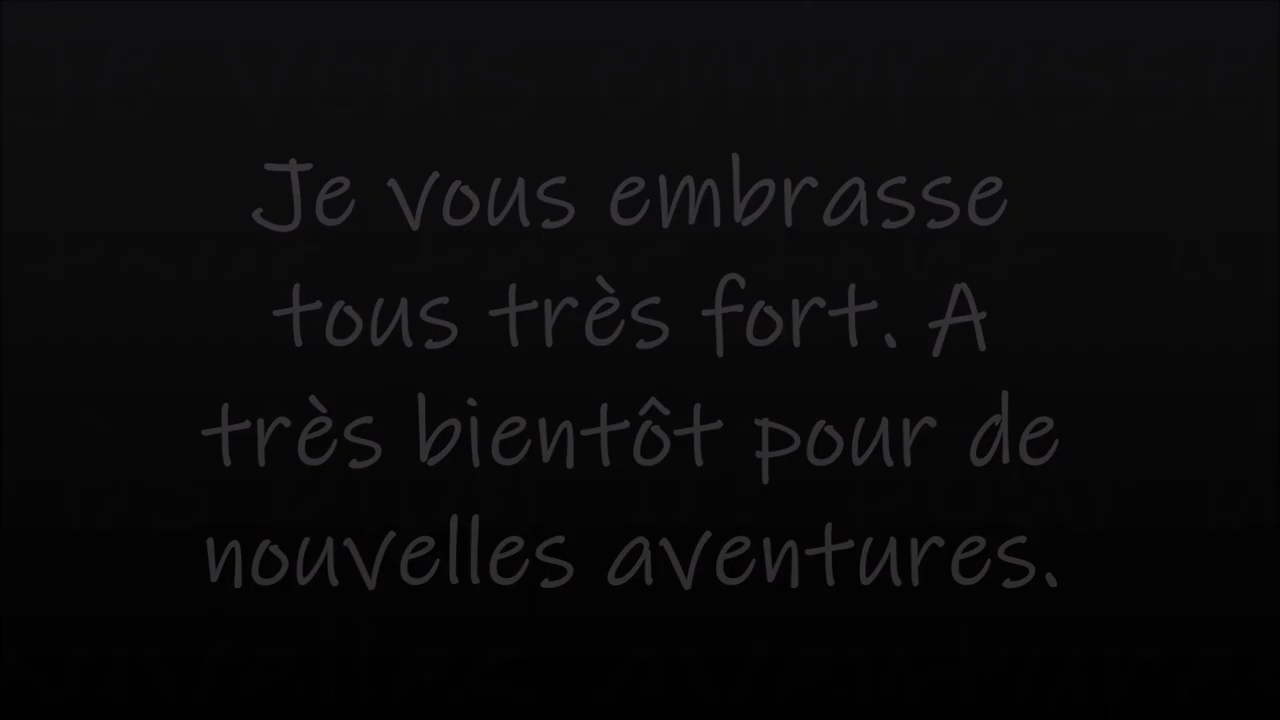 Je vous embrasse
tous très fort. A
très bientôt pour de
nouvelles aventures.